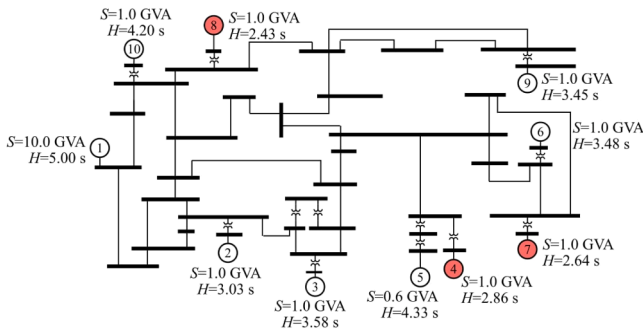 S=1.0 GVA
H=4.20 s
10
8
S=1.0 GVA
H=2.43 s
9
S=1.0 GVA
H=3.45 s
S=10.0 GVA
H=5.00 s
1
6
S=1.0 GVA
H=3.48 s
2
S=1.0 GVA
H=3.03 s
3
S=1.0 GVA
H=3.58 s
5
S=0.6 GVA
H=4.33 s
4
S=1.0 GVA
H=2.86 s
7
S=1.0 GVA
H=2.64 s